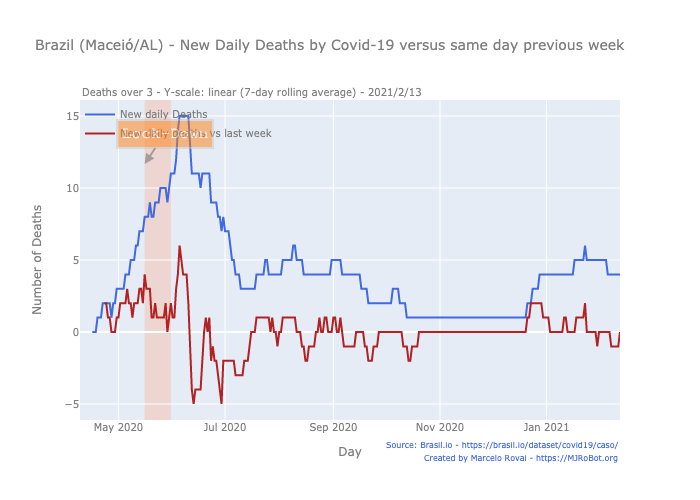 Brazil (Maceió/AL) - New Daily Deaths by Covid-19 versus same day previous week
Deaths over 3 - Y-scale: linear (7-day rolling average) - 2021/2/13
New daily Deaths
New daily Deaths vs last week
Lock Down
Number of Deaths
15
10
5
0
−5
May 2020 Jul 2020 Sep 2020 Nov 2020 Jan 2021
Day
Source: Brasil.io - https://brasil.io/dataset/covid19/caso/
Created by Marcelo Rovai - https://MJRoBot.org